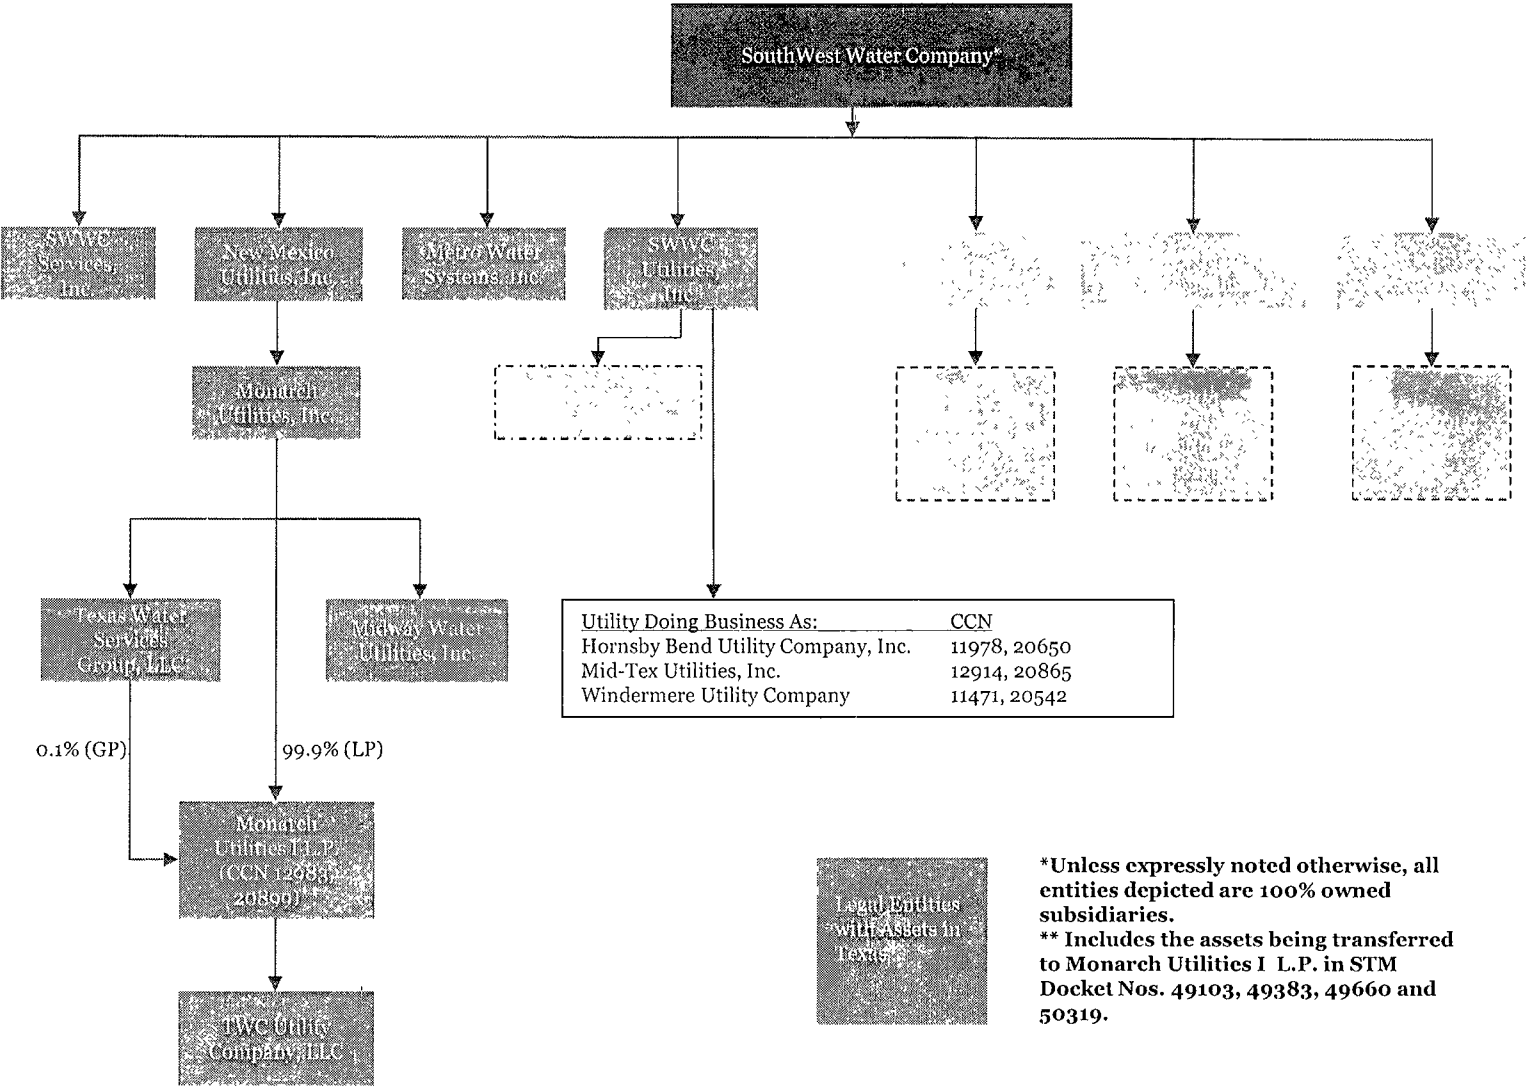 SouthWest Water Company*
SWWC
Services,
Inc.
New Mexico
Utilities, Inc.
Metro Water
Systems, Inc.
SWWC
Utilities,
Inc.
Monarch
Utilities, Inc.
Texas Water
Services
Group, LLC
Midway Water
Utilities, Inc.
Utility Doing Business As: CCN
Hornsby Bend Utility Company, Inc. 11978, 20650
Mid-Tex Utilities, Inc. 12914, 20865
Windermere Utility Company 11471, 20542
0.1% (GP)
99.9% (LP)
Monarch
Utilities I L.P.
(CCN 12983,
20899)
TWC Utility
Company, LLC
Legal Entities
with Assets in
Texas
*Unless expressly noted otherwise, all
entities depicted are 100% owned
subsidiaries.
** Includes the assets being transferred
to Monarch Utilities I L.P. in STM
Docket Nos. 49103, 49383, 49660 and
50319.